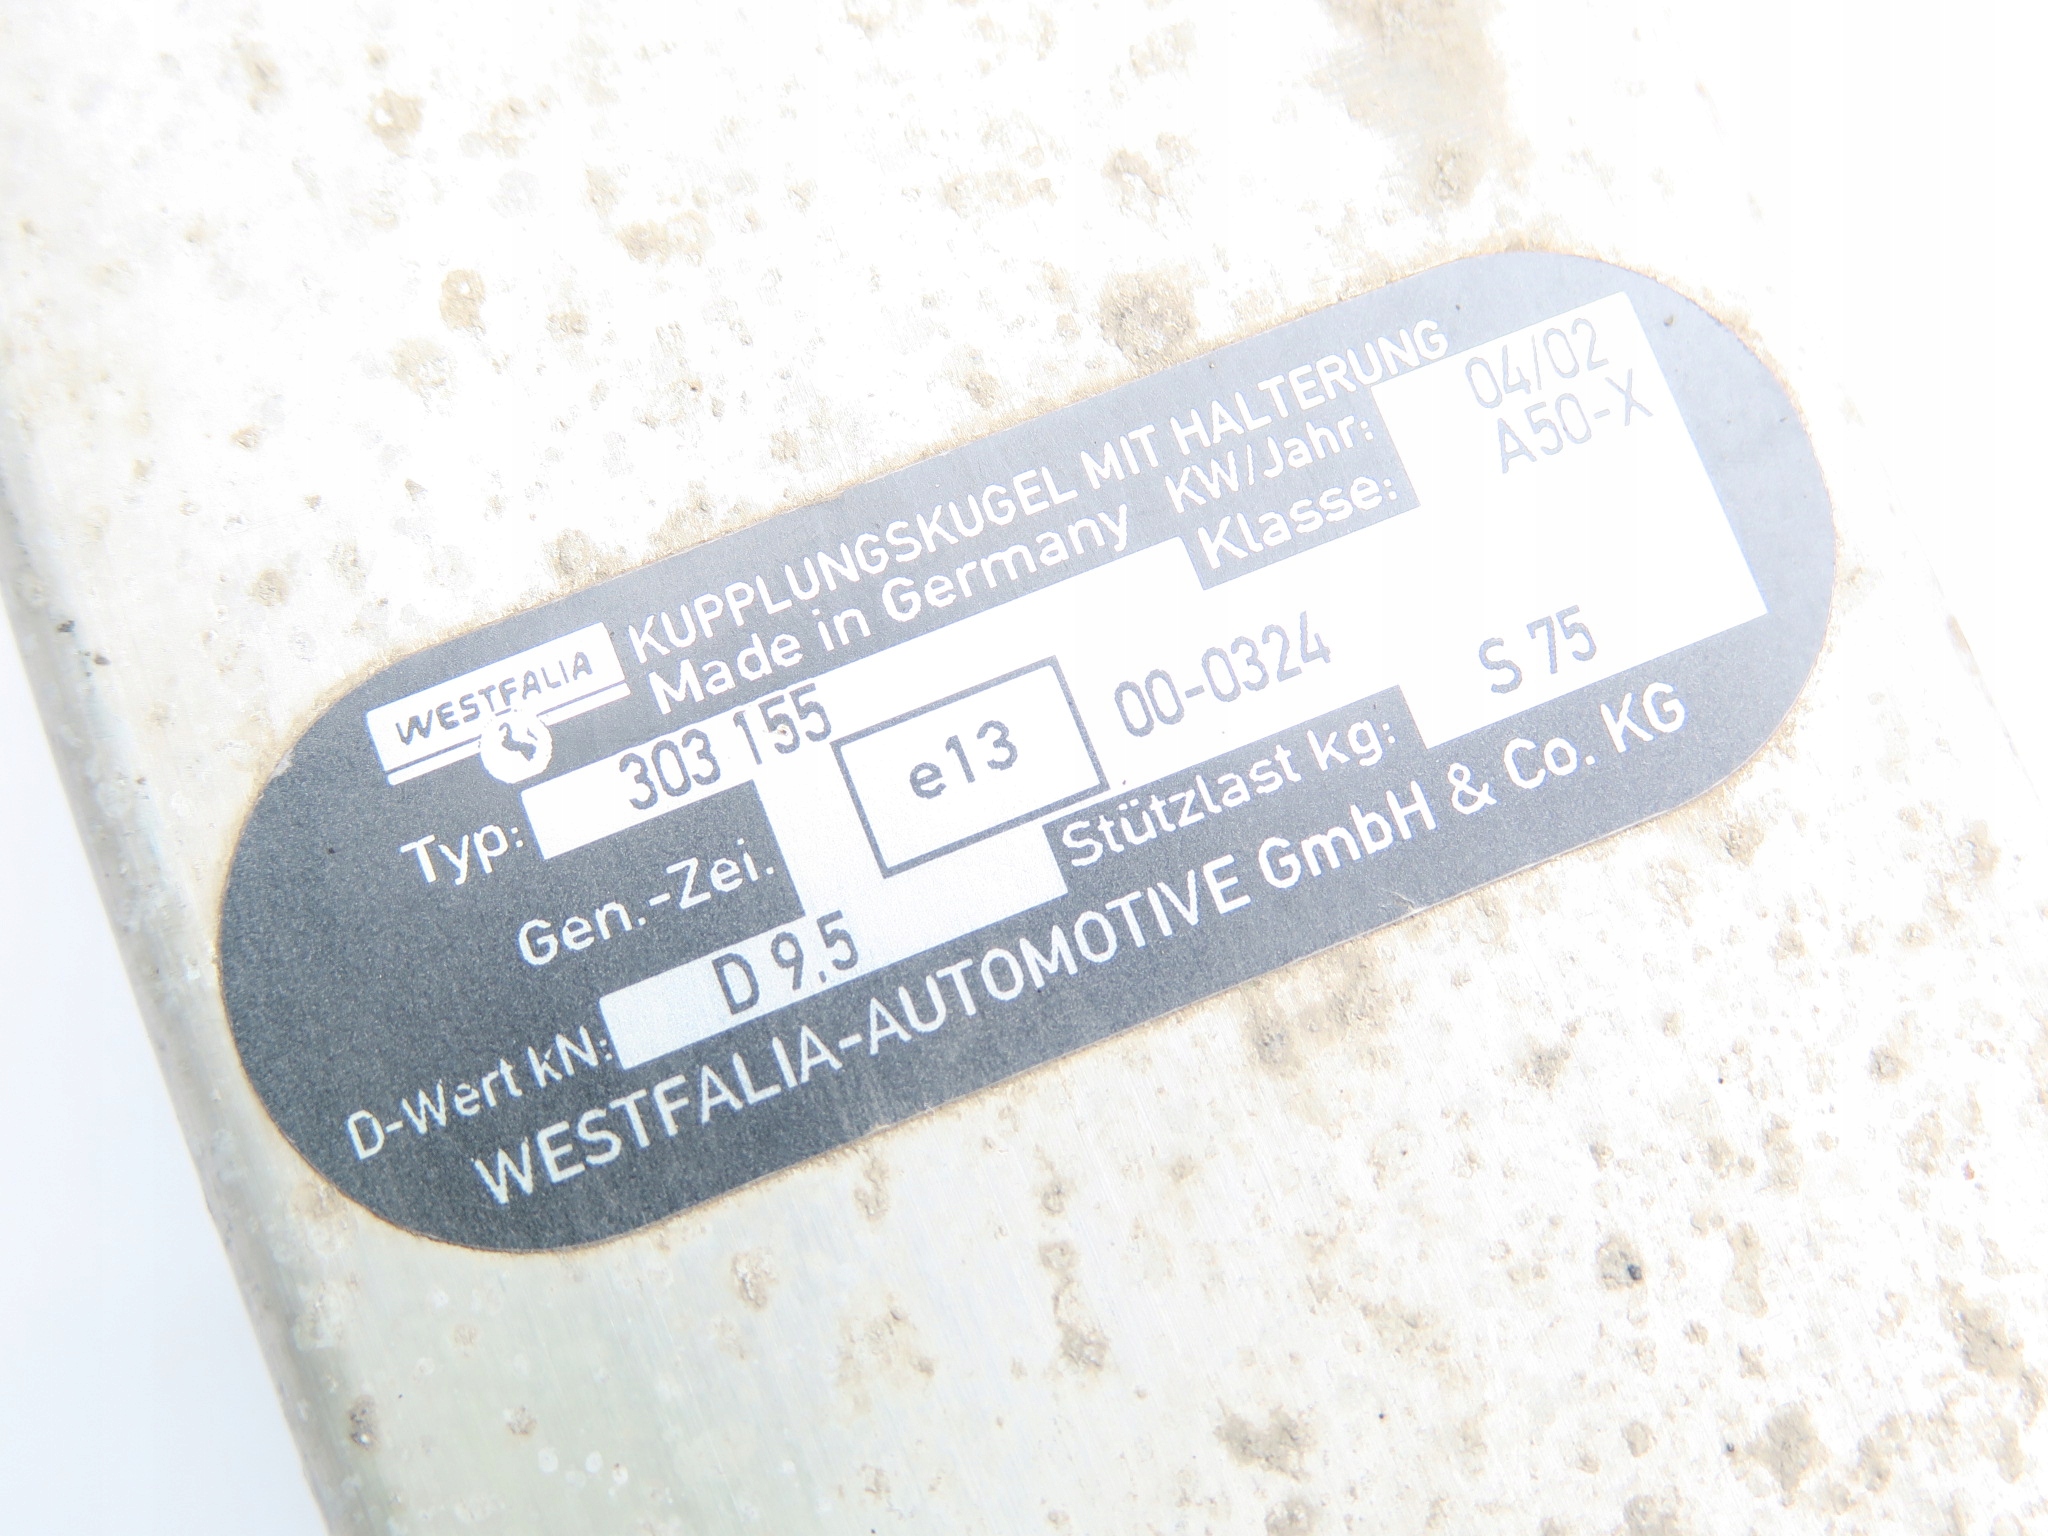 WESTFALIA KUPPLUNGSKUGEL MIT HALTERUNG
Made in Germany KW/Jahr: 04/02
Typ: 303 155 Klasse: A50-X
Gen.-Zei. e13 00-0324
D-Wert kN: D 9.5 Stützlast kg: S 75
WESTFALIA-AUTOMOTIVE GmbH & Co. KG